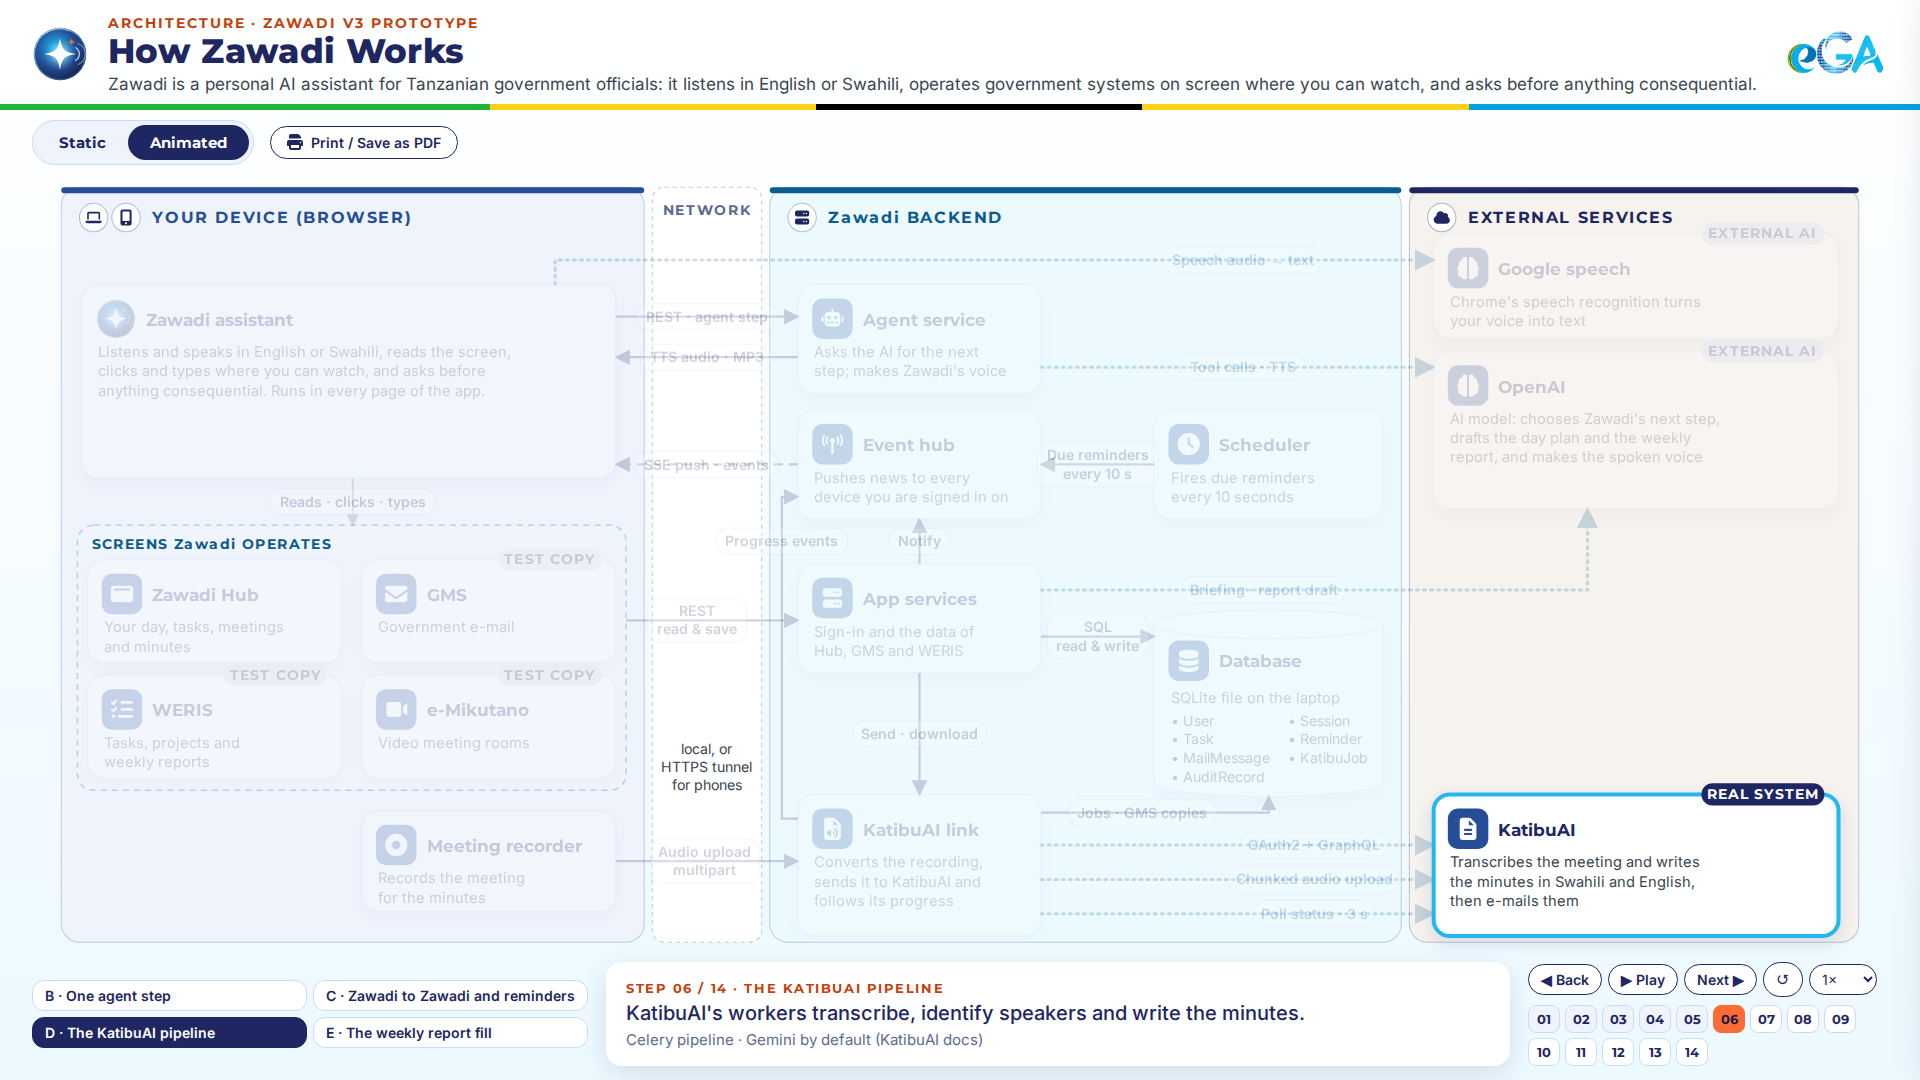 ARCHITECTURE · ZAWADI V3 PROTOTYPE
How Zawadi Works
Zawadi is a personal AI assistant for Tanzanian government officials: it listens in English or Swahili, operates government systems on screen where you can watch, and asks before anything consequential.
eGA
Static
Animated
Print / Save as PDF
YOUR DEVICE (BROWSER)
Zawadi assistant
Listens and speaks in English or Swahili, reads the screen,
clicks and types where you can watch, and asks before
anything consequential. Runs in every page of the app.
Reads · clicks · types
SCREENS Zawadi OPERATES
Zawadi Hub
Your day, tasks, meetings
and minutes
TEST COPY
GMS
Government e-mail
TEST COPY
WERIS
Tasks, projects and
weekly reports
TEST COPY
e-Mikutano
Video meeting rooms
Meeting recorder
Records the meeting
for the minutes
NETWORK
REST · agent step
TTS audio · MP3
SSE push · events
Progress events
REST
read & save
local, or
HTTPS tunnel
for phones
Audio upload
multipart
Zawadi BACKEND
Speech audio → text
Agent service
Asks the AI for the next
step; makes Zawadi's voice
Tool calls · TTS
Event hub
Pushes news to every
device you are signed in on
Due reminders
every 10 s
Scheduler
Fires due reminders
every 10 seconds
Notify
App services
Sign-in and the data of
Hub, GMS and WERIS
Briefing · report draft
SQL
read & write
Database
SQLite file on the laptop
• User
• Session
• Task
• Reminder
• MailMessage
• KatibuJob
• AuditRecord
Send · download
Jobs · GMS copies
KatibuAI link
Converts the recording,
sends it to KatibuAI and
follows its progress
OAuth2 + GraphQL
Chunked audio upload
Poll status · 3 s
EXTERNAL SERVICES
EXTERNAL AI
Google speech
Chrome's speech recognition turns
your voice into text
EXTERNAL AI
OpenAI
AI model: chooses Zawadi's next step,
drafts the day plan and the weekly
report, and makes the spoken voice
REAL SYSTEM
KatibuAI
Transcribes the meeting and writes
the minutes in Swahili and English,
then e-mails them
B · One agent step
C · Zawadi to Zawadi and reminders
D · The KatibuAI pipeline
E · The weekly report fill
STEP 06 / 14 · THE KATIBUAI PIPELINE
KatibuAI's workers transcribe, identify speakers and write the minutes.
Celery pipeline · Gemini by default (KatibuAI docs)
◀ Back
▶ Play
Next ▶
↺
1×
01 02 03 04 05 06 07 08 09
10 11 12 13 14